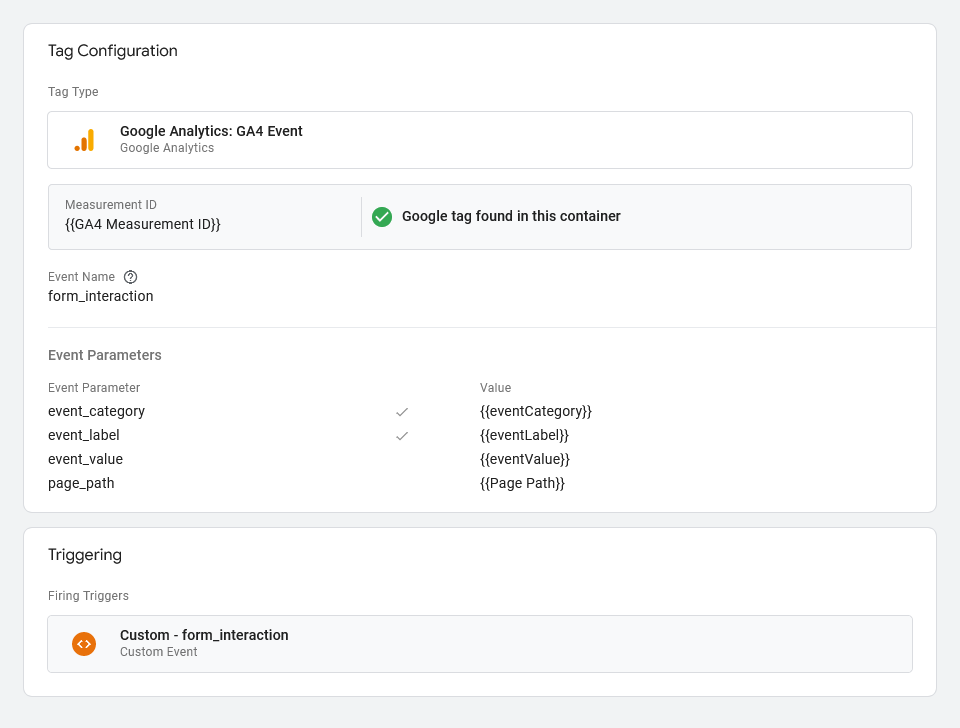 Tag Configuration
Tag Type
Google Analytics: GA4 Event
Google Analytics
Measurement ID
{{GA4 Measurement ID}}
Google tag found in this container
Event Name
form_interaction
Event Parameters
Event Parameter Value
event_category {{eventCategory}}
event_label {{eventLabel}}
event_value {{eventValue}}
page_path {{Page Path}}
Triggering
Firing Triggers
Custom - form_interaction
Custom Event